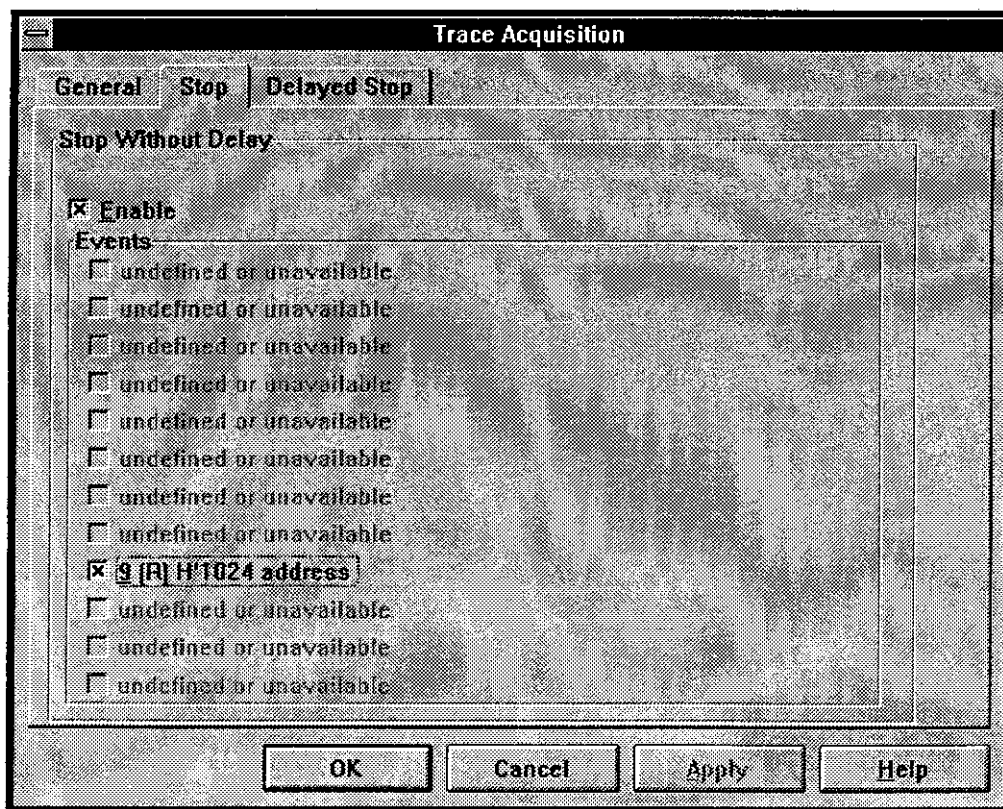 Trace Acquisition
General Stop Delayed Stop
Stop Without Delay
Enable
Events
undefined or unavailable
undefined or unavailable
undefined or unavailable
undefined or unavailable
undefined or unavailable
undefined or unavailable
undefined or unavailable
undefined or unavailable
9 [R] H'1024 address
undefined or unavailable
undefined or unavailable
undefined or unavailable
OK Cancel Apply Help